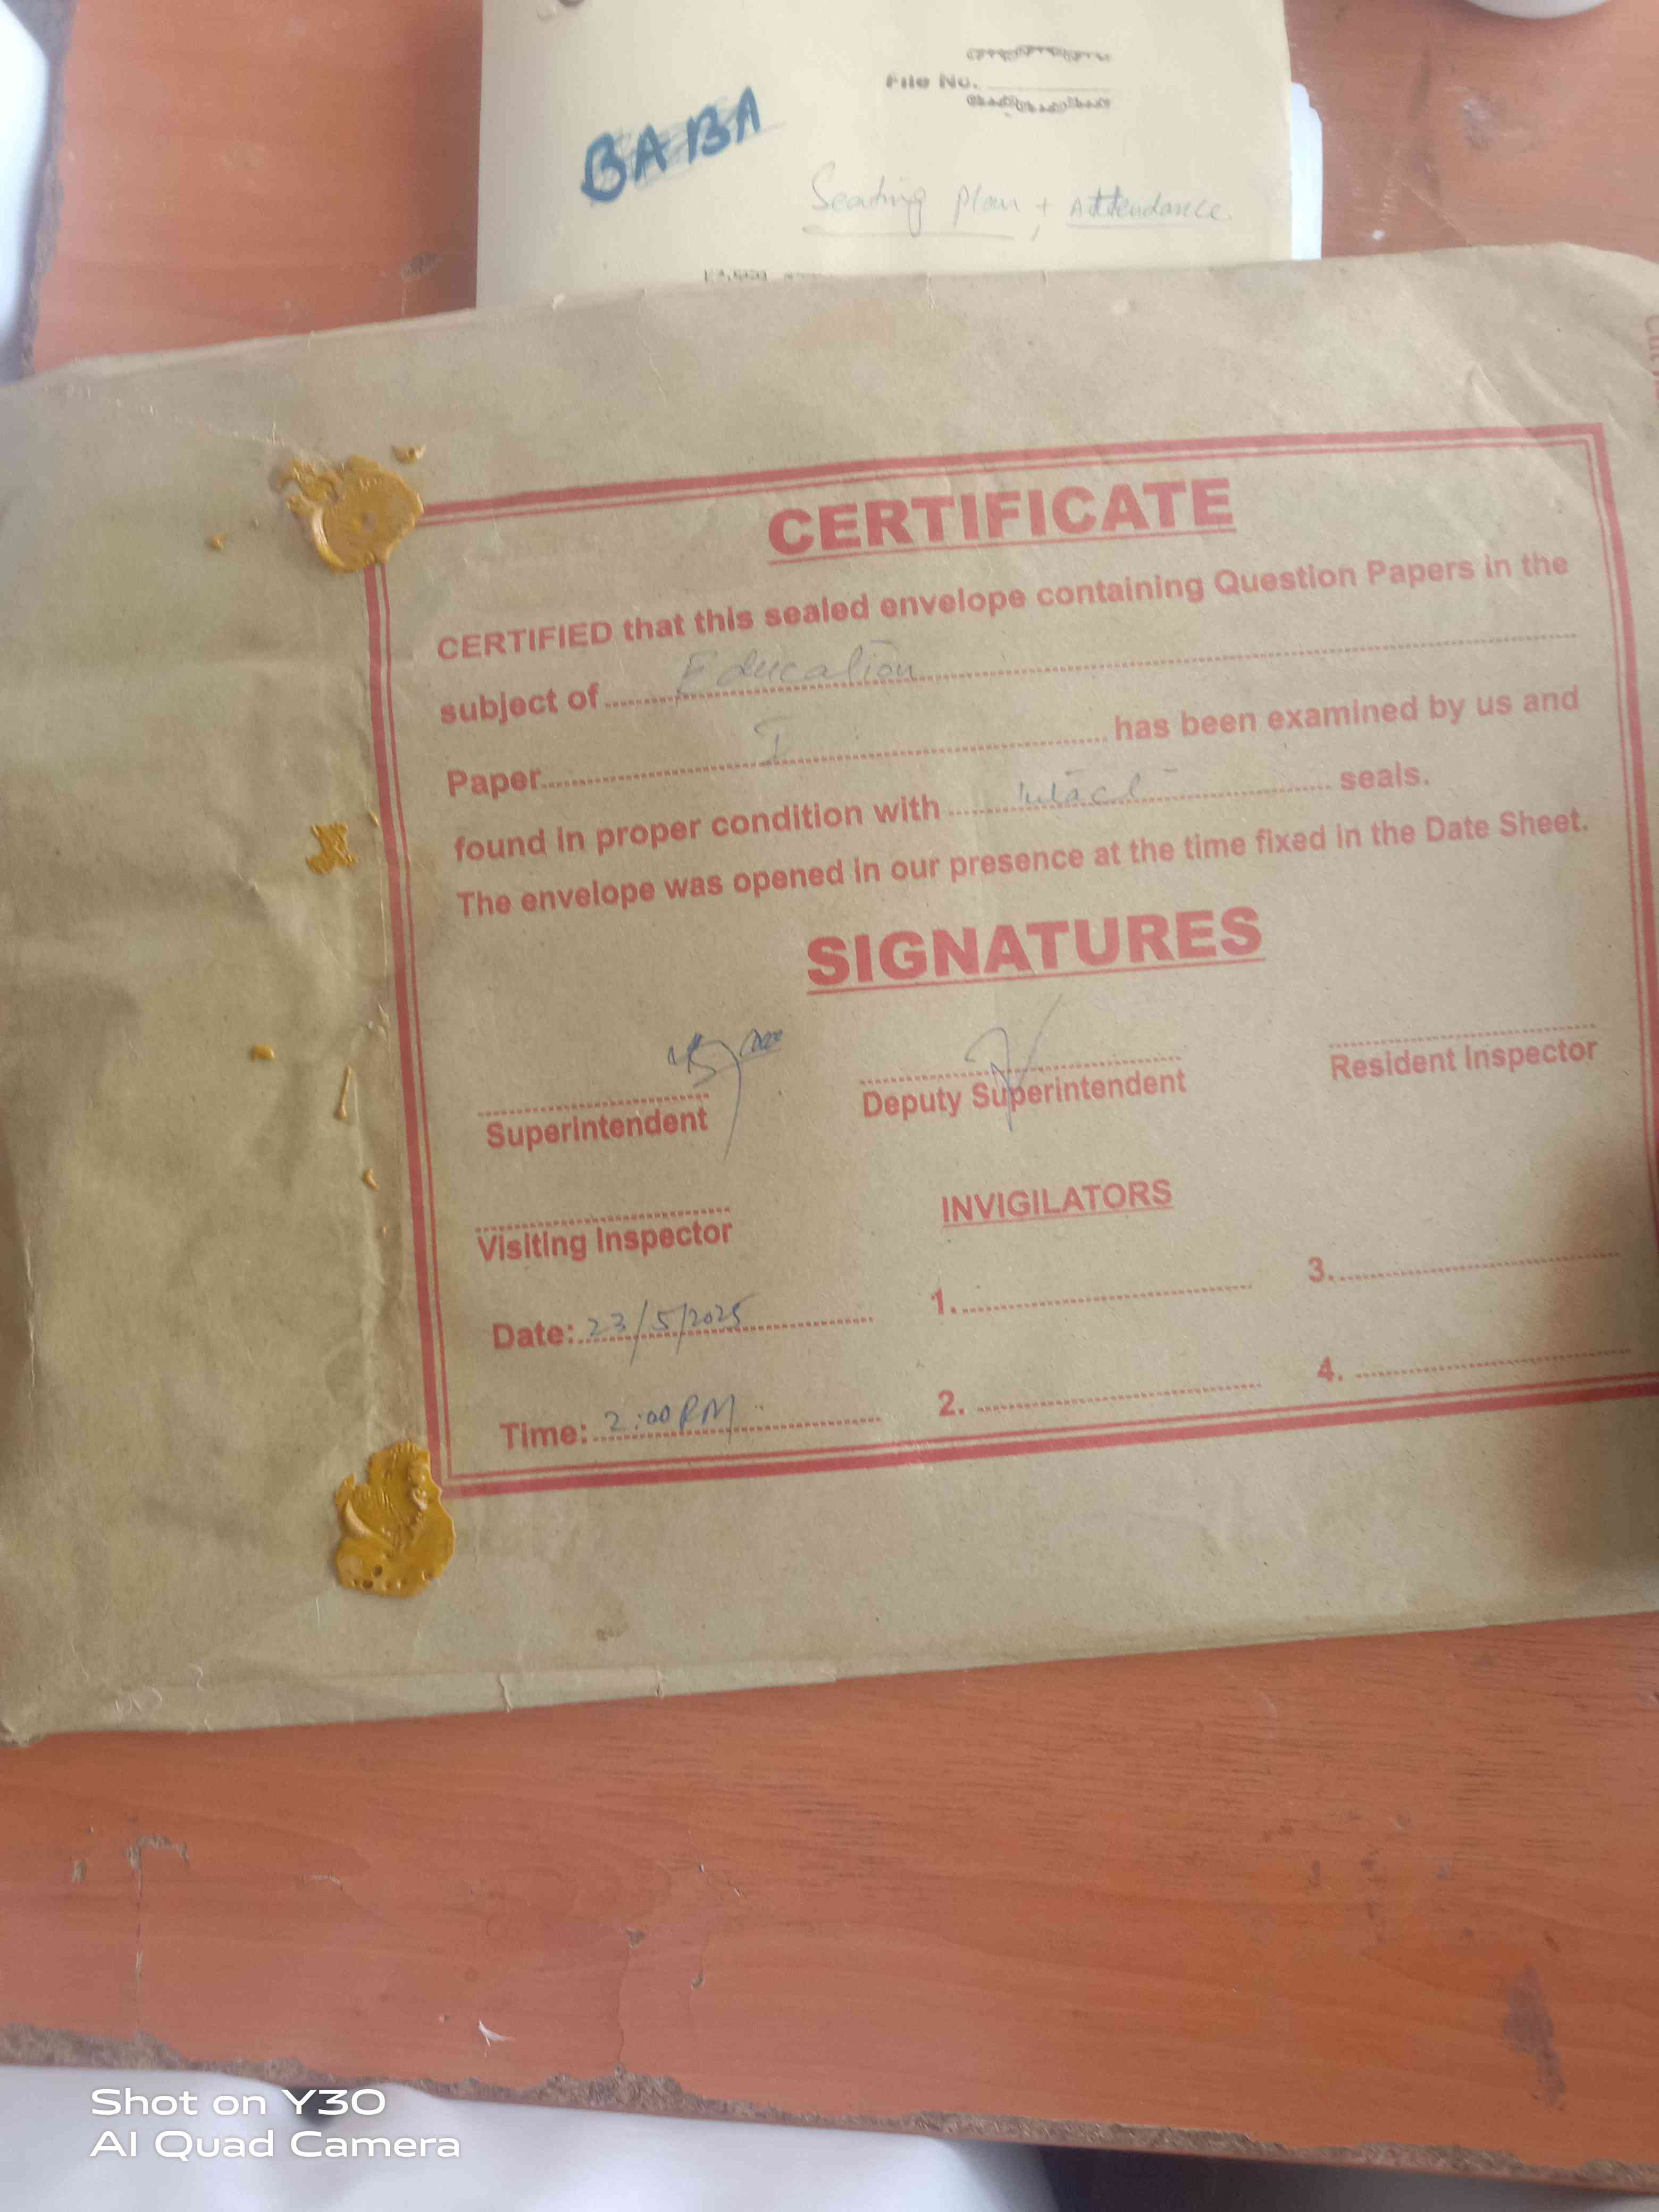 File No.
BABA
Seating Plan + Attendance
CERTIFICATE
CERTIFIED that this sealed envelope containing Question Papers in the
subject of Education
Paper I has been examined by us and
found in proper condition with Intact seals.
The envelope was opened in our presence at the time fixed in the Date Sheet.
SIGNATURES
Superintendent
Deputy Superintendent
Resident Inspector
Visiting Inspector
INVIGILATORS
Date: 23/5/2025
1.
3.
Time: 2:00 PM
2.
4.
Shot on Y30
AI Quad Camera